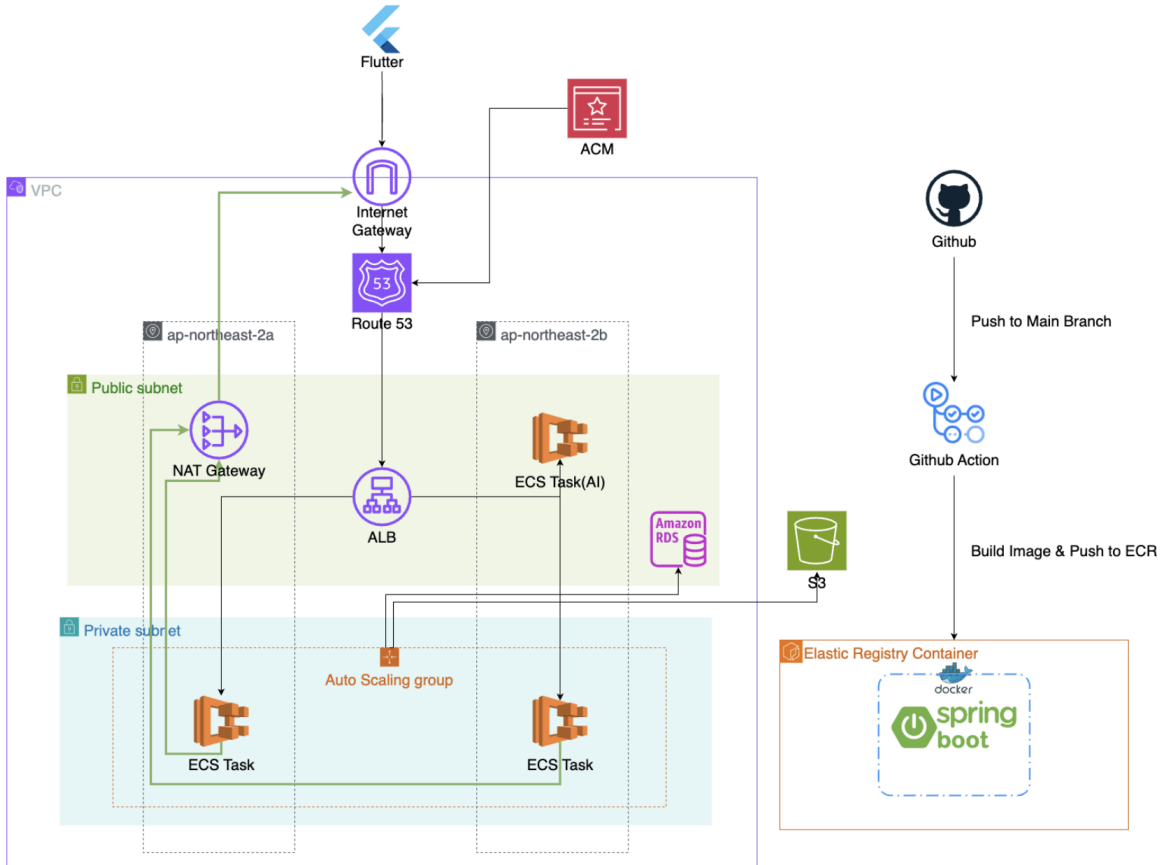 Flutter
ACM
VPC
Internet
Gateway
Github
53
Route 53
Push to Main Branch
ap-northeast-2a
ap-northeast-2b
Public subnet
NAT Gateway
ECS Task(AI)
Github Action
ALB
Amazon
RDS
S3
Build Image & Push to ECR
Private subnet
Auto Scaling group
Elastic Registry Container
docker
spring
boot
ECS Task
ECS Task